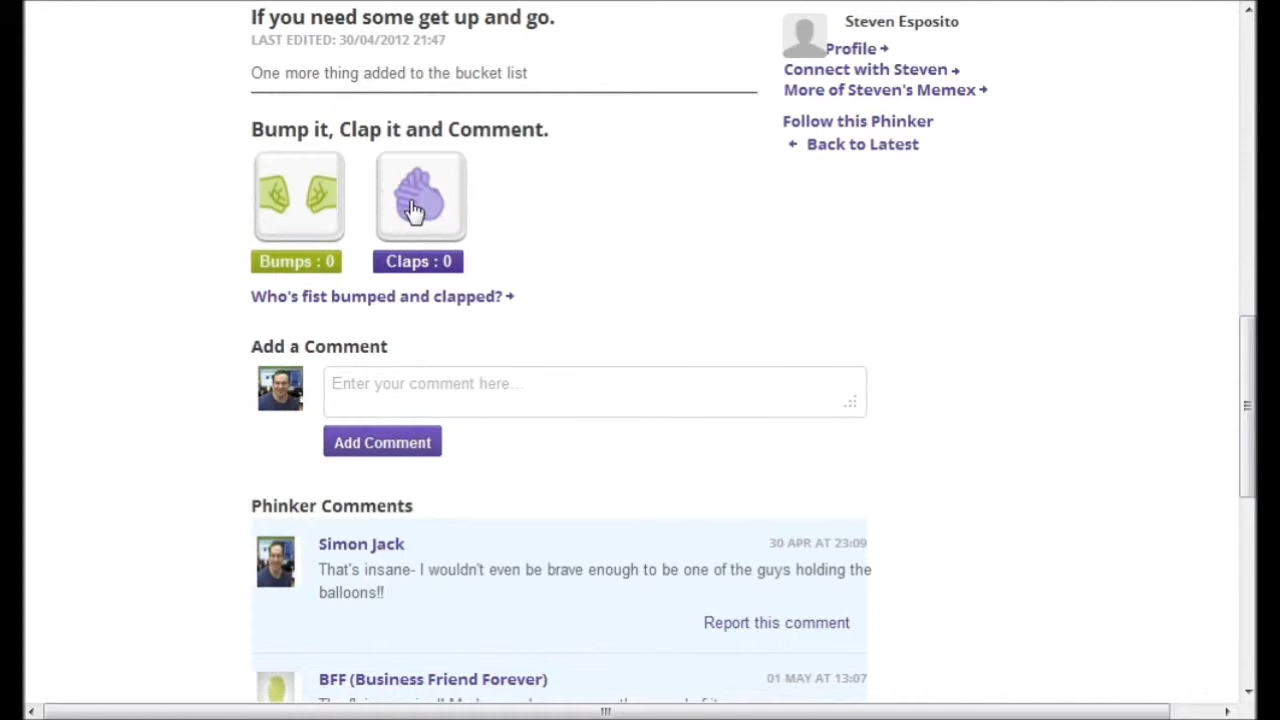 If you need some get up and go.
LAST EDITED: 30/04/2012 21:47
One more thing added to the bucket list
Steven Esposito
Profile
Connect with Steven
More of Steven's Memex
Follow this Phinker
Back to Latest
Bump it, Clap it and Comment.
Bumps : 0
Claps : 0
Who's fist bumped and clapped?
Add a Comment
Enter your comment here...
Add Comment
Phinker Comments
Simon Jack
30 APR AT 23:09
That's insane- I wouldn't even be brave enough to be one of the guys holding the
balloons!!
Report this comment
BFF (Business Friend Forever)
01 MAY AT 13:07